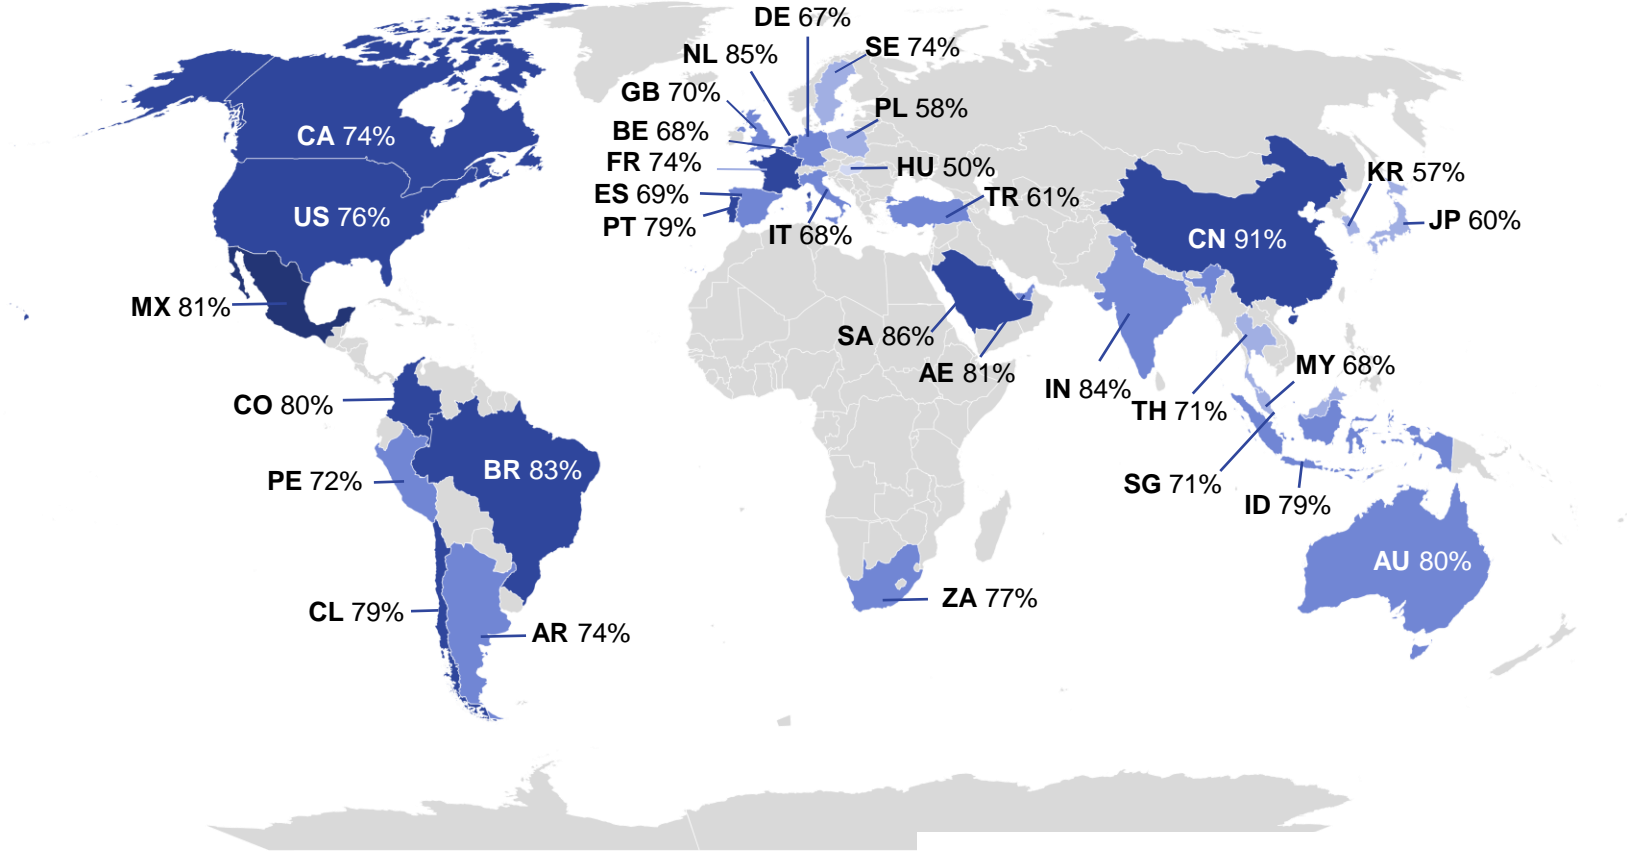 DE 67%
NL 85%
SE 74%
GB 70%
PL 58%
BE 68%
CA 74%
FR 74%
HU 50%
KR 57%
ES 69%
TR 61%
US 76%
PT 79%
IT 68%
JP 60%
CN 91%
MX 81%
SA 86%
AE 81%
MY 68%
IN 84%
CO 80%
TH 71%
BR 83%
PE 72%
SG 71%
ID 79%
AU 80%
ZA 77%
CL 79%
AR 74%